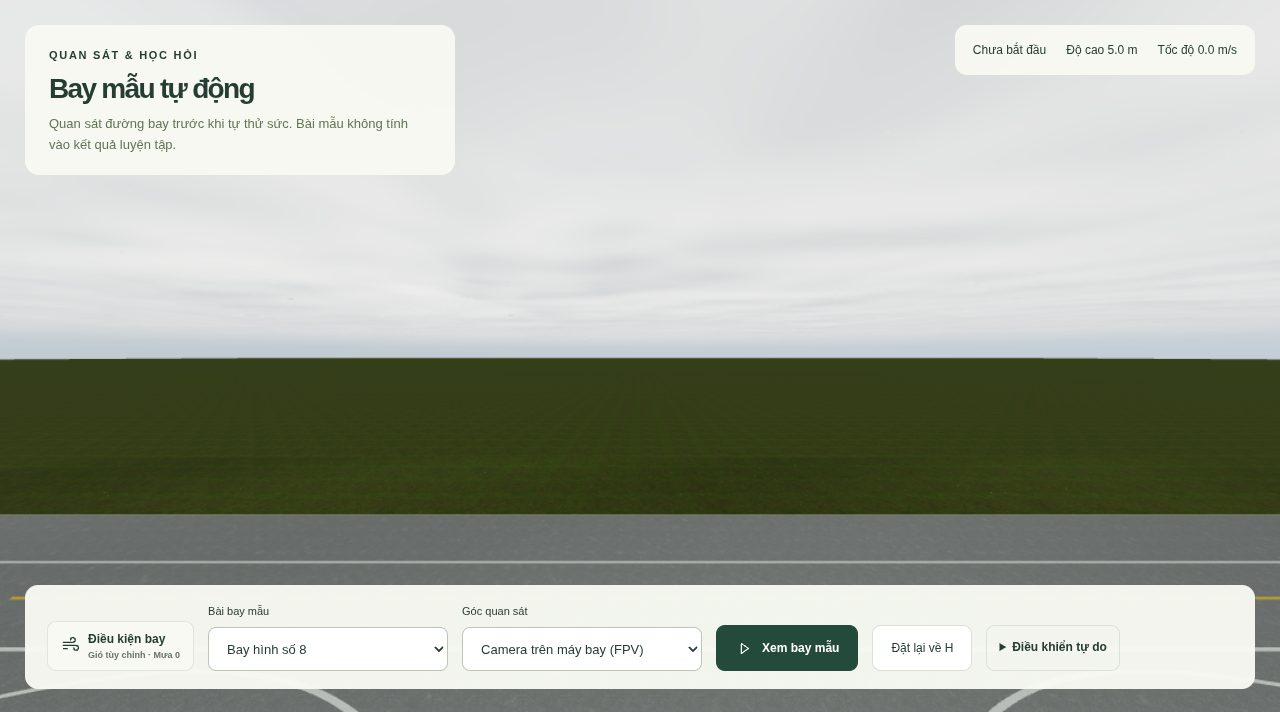 QUAN SÁT & HỌC HỎI
Bay mẫu tự động
Quan sát đường bay trước khi tự thử sức. Bài mẫu không tính
vào kết quả luyện tập.
Chưa bắt đầu Độ cao 5.0 m Tốc độ 0.0 m/s
Điều kiện bay
Gió tùy chỉnh · Mưa 0
Bài bay mẫu
Bay hình số 8
Góc quan sát
Camera trên máy bay (FPV)
Xem bay mẫu
Đặt lại về H
Điều khiển tự do